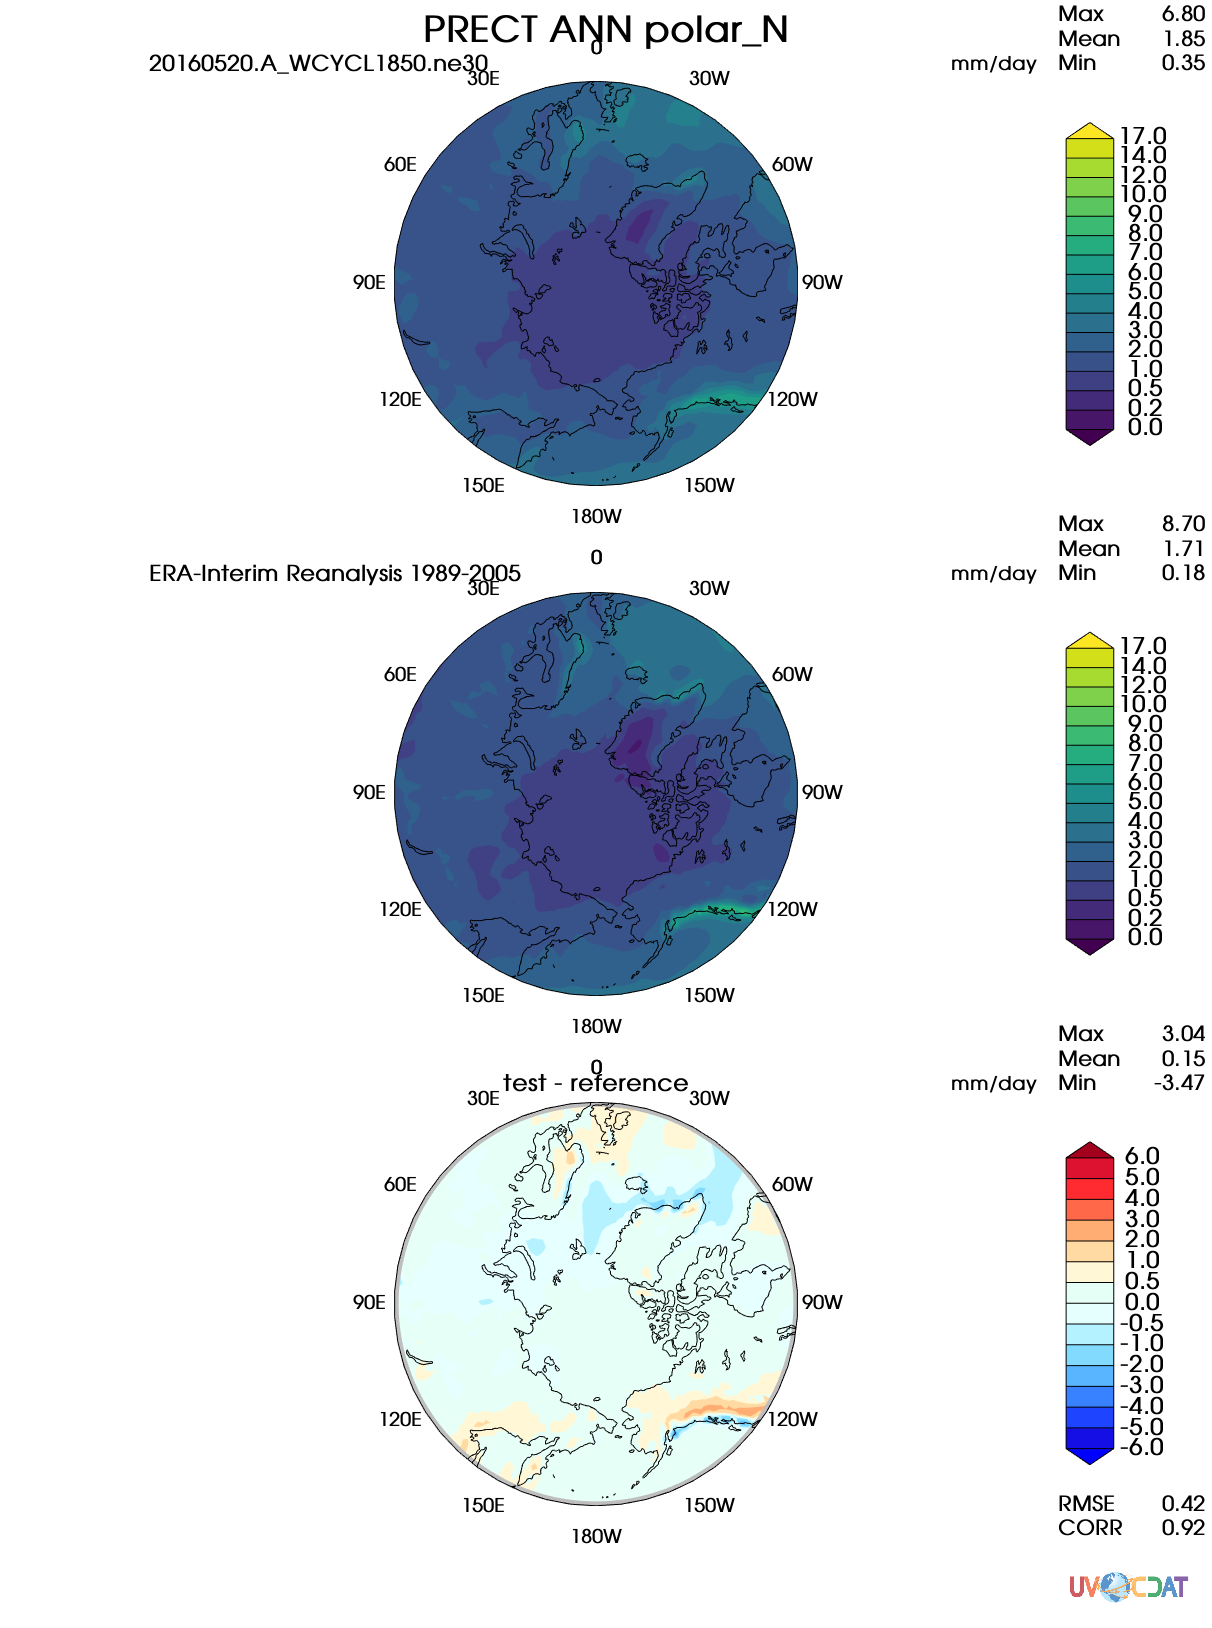 PRECT ANN polar_N
Max 6.80
Mean 1.85
20160520.A_WCYCL1850.ne30 mm/day Min 0.35
0
30E 30W
60E 60W
90E 90W
120E 120W
150E 150W
180W
17.0
14.0
12.0
10.0
9.0
8.0
7.0
6.0
5.0
4.0
3.0
2.0
1.0
0.5
0.2
0.0
Max 8.70
Mean 1.71
ERA-Interim Reanalysis 1989-2005 mm/day Min 0.18
0
30E 30W
60E 60W
90E 90W
120E 120W
150E 150W
180W
17.0
14.0
12.0
10.0
9.0
8.0
7.0
6.0
5.0
4.0
3.0
2.0
1.0
0.5
0.2
0.0
Max 3.04
Mean 0.15
test - reference mm/day Min -3.47
0
30E 30W
60E 60W
90E 90W
120E 120W
150E 150W
180W
6.0
5.0
4.0
3.0
2.0
1.0
0.5
0.0
-0.5
-1.0
-2.0
-3.0
-4.0
-5.0
-6.0
RMSE 0.42
CORR 0.92
UV CDAT